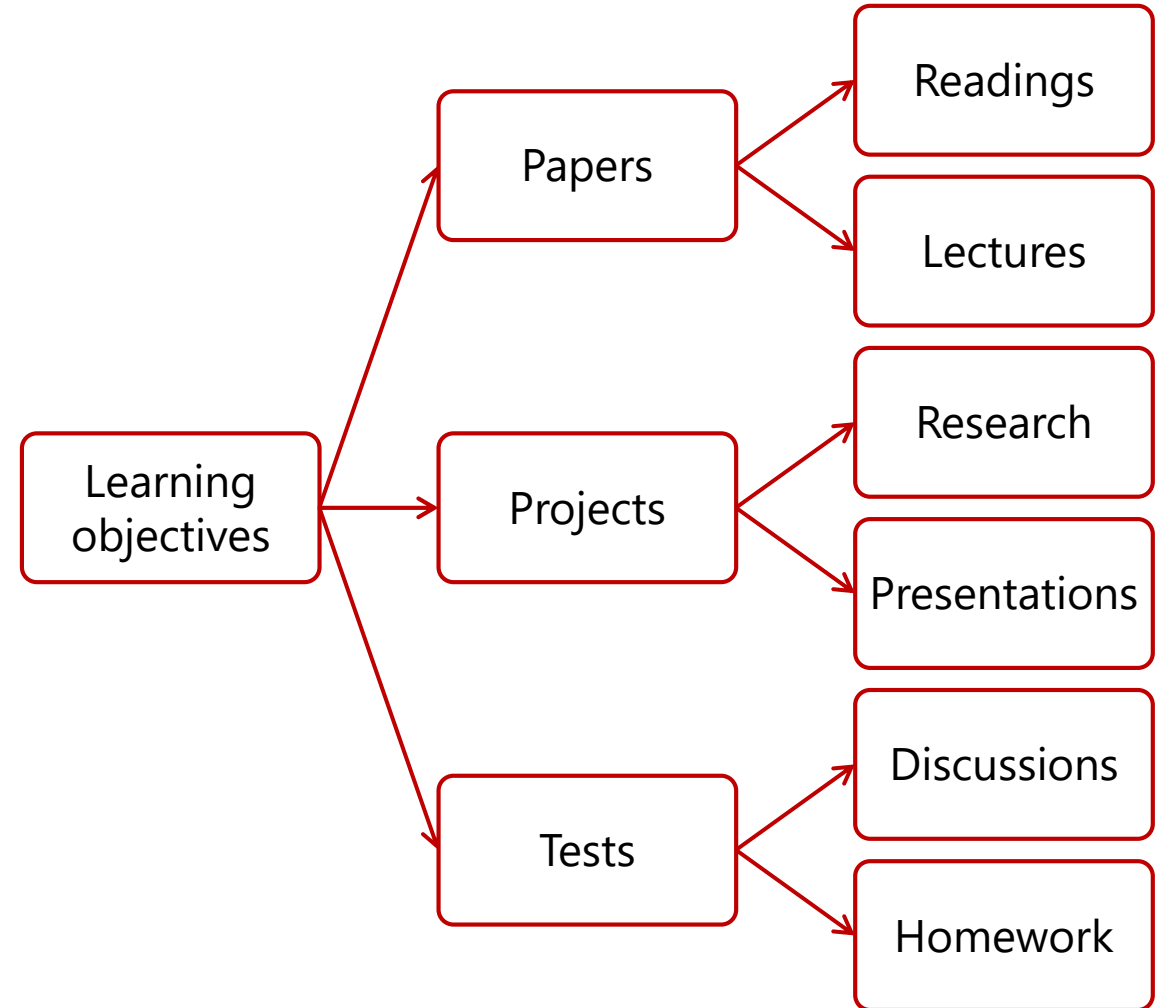 Learning
objectives
Papers
Projects
Tests
Readings
Lectures
Research
Presentations
Discussions
Homework